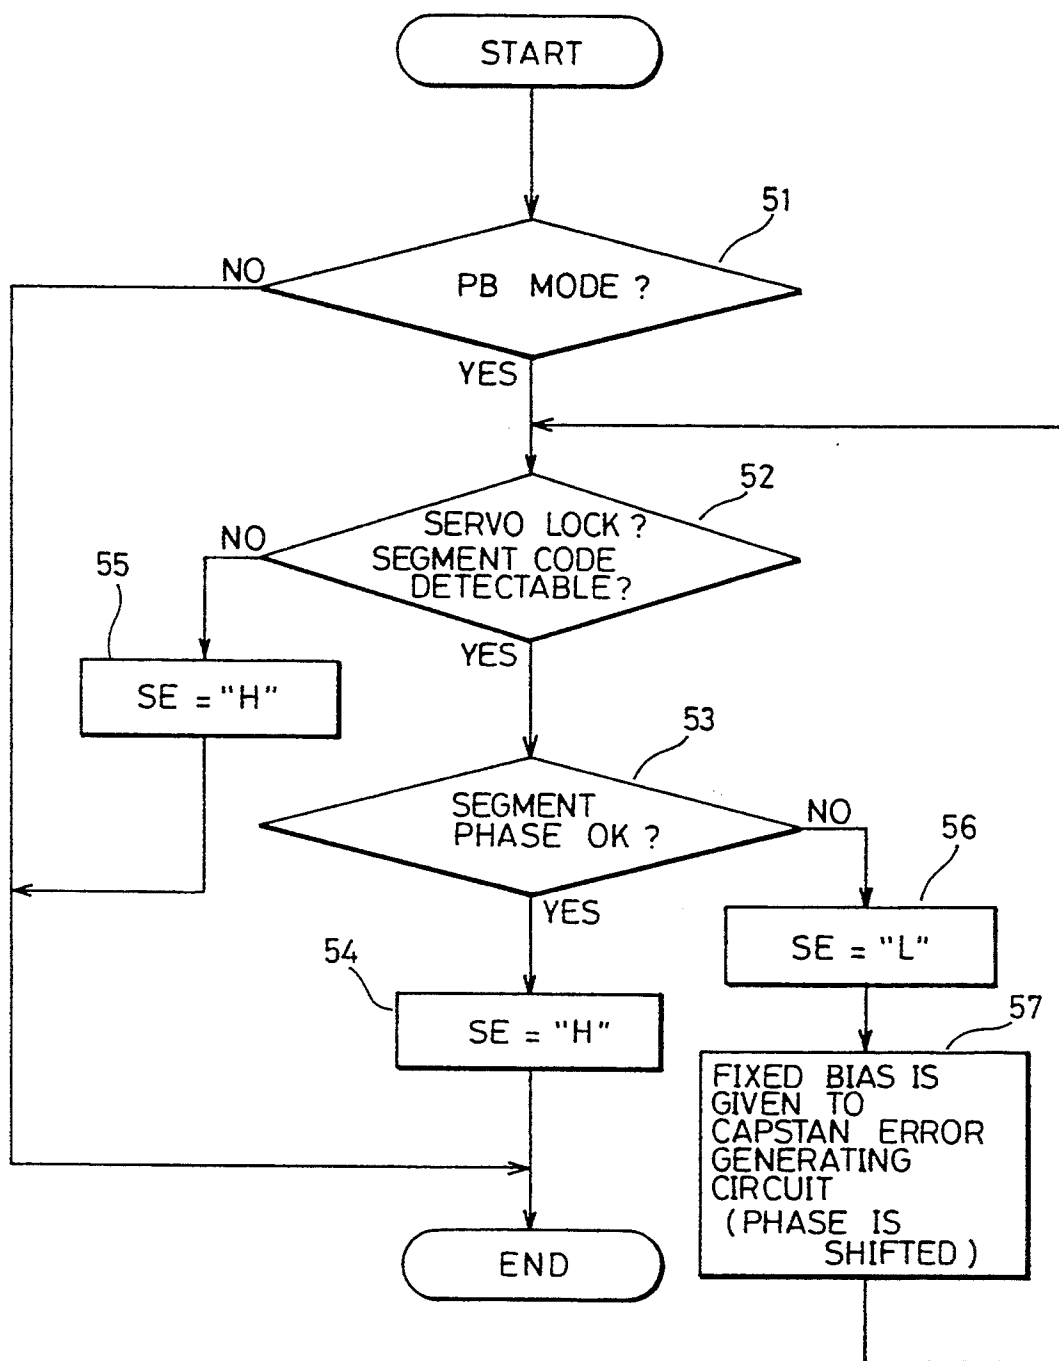 START
51
NO
PB MODE ?
YES
52
SERVO LOCK ?
NO
SEGMENT CODE
DETECTABLE?
55
YES
SE = "H"
53
SEGMENT
PHASE OK ?
NO
56
YES
SE = "L"
54
SE = "H"
57
FIXED BIAS IS
GIVEN TO
CAPSTAN ERROR
GENERATING
CIRCUIT
(PHASE IS
SHIFTED)
END